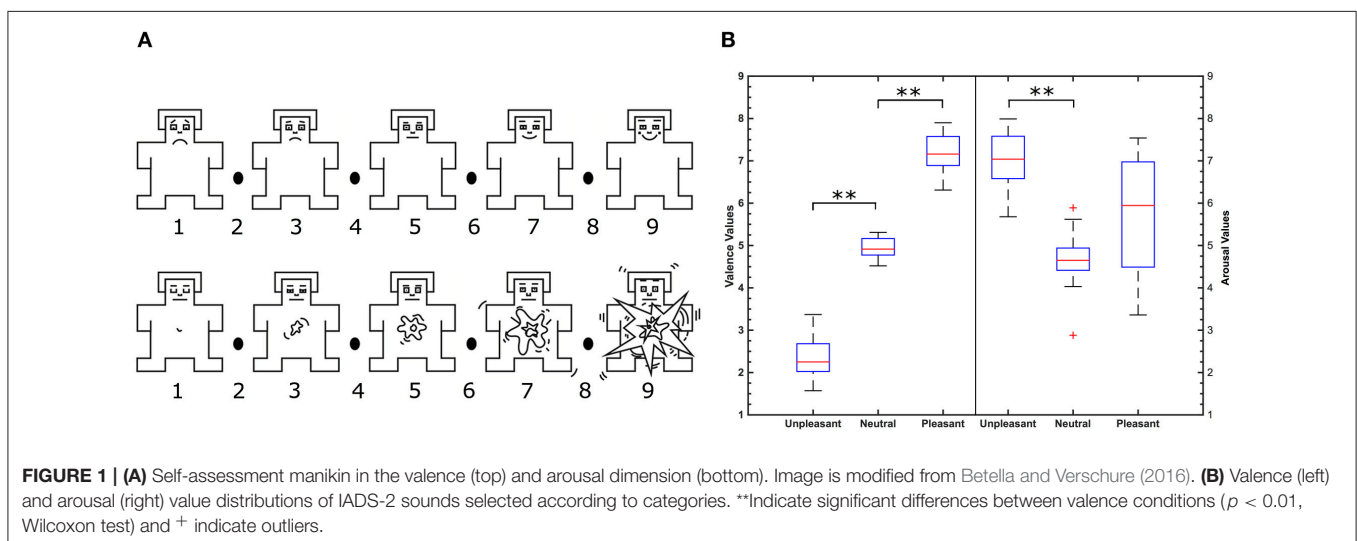 A
1 2 3 4 5 6 7 8 9
1 2 3 4 5 6 7 8 9
B
9
8
7
6
5
4
3
2
1
Valence Values
**
**
**
9
8
7
6
5
4
3
2
1
Arousal Values
Unpleasant Neutral Pleasant Unpleasant Neutral Pleasant
FIGURE 1 | (A) Self-assessment manikin in the valence (top) and arousal dimension (bottom). Image is modified from Betella and Verschure (2016). (B) Valence (left)
and arousal (right) value distributions of IADS-2 sounds selected according to categories. **Indicate significant differences between valence conditions (p < 0.01,
Wilcoxon test) and + indicate outliers.